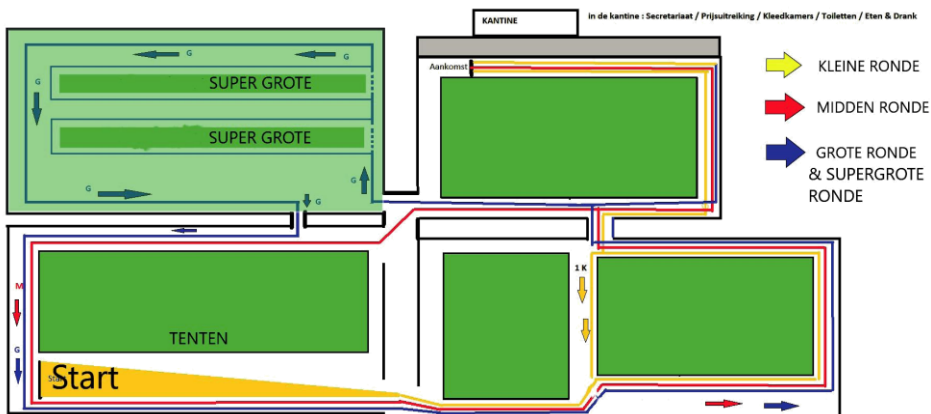 KANTINE
in de kantine : Secretariaat / Prijsuitreiking / Kleedkamers / Toiletten / Eten & Drank
G
G
Aankomst
KLEINE RONDE
G
SUPER GROTE
MIDDEN RONDE
SUPER GROTE
GROTE RONDE
& SUPERGROTE
RONDE
G
G
G
1 K
M
TENTEN
G
Start